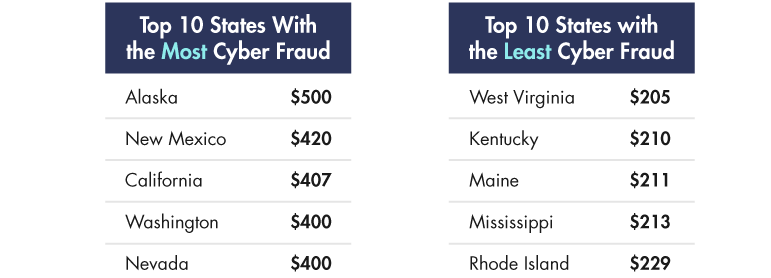 Top 10 States With
the Most Cyber Fraud
Alaska $500
New Mexico $420
California $407
Washington $400
Nevada $400
Top 10 States with
the Least Cyber Fraud
West Virginia $205
Kentucky $210
Maine $211
Mississippi $213
Rhode Island $229